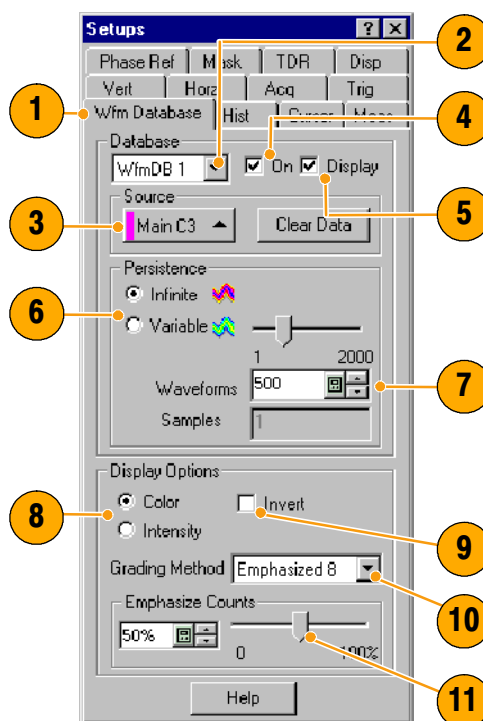 Setups
Phase Ref Mask TDR Disp
Vert Horz Acq Trig
Wfm Database Hist Cursor Meas
Database
WfmDB 1 On Display
Source
Main C3 Clear Data
Persistence
Infinite
Variable
1 2000
Waveforms 500
Samples 1
Display Options
Color Invert
Intensity
Grading Method Emphasized 8
Emphasize Counts
50% 0 100%
Help
1
2
3
4
5
6
7
8
9
10
11